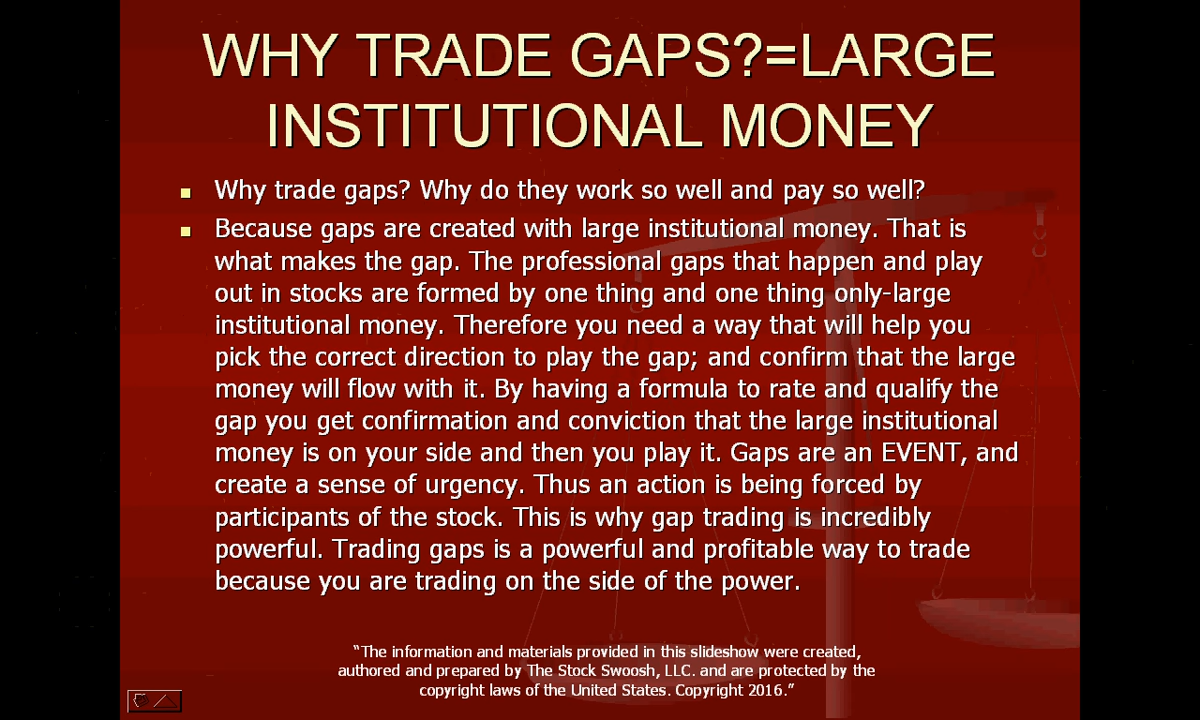 WHY TRADE GAPS?=LARGE
INSTITUTIONAL MONEY
Why trade gaps? Why do they work so well and pay so well?
Because gaps are created with large institutional money. That is
what makes the gap. The professional gaps that happen and play
out in stocks are formed by one thing and one thing only-large
institutional money. Therefore you need a way that will help you
pick the correct direction to play the gap; and confirm that the large
money will flow with it. By having a formula to rate and qualify the
gap you get confirmation and conviction that the large institutional
money is on your side and then you play it. Gaps are an EVENT, and
create a sense of urgency. Thus an action is being forced by
participants of the stock. This is why gap trading is incredibly
powerful. Trading gaps is a powerful and profitable way to trade
because you are trading on the side of the power.
“The information and materials provided in this slideshow were created,
authored and prepared by The Stock Swoosh, LLC. and are protected by the
copyright laws of the United States. Copyright 2016.”